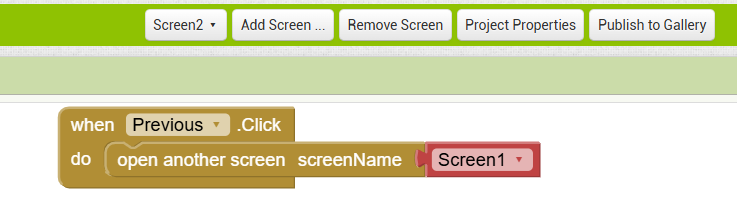 Screen2 Add Screen ... Remove Screen Project Properties Publish to Gallery
when Previous .Click
do open another screen screenName Screen1